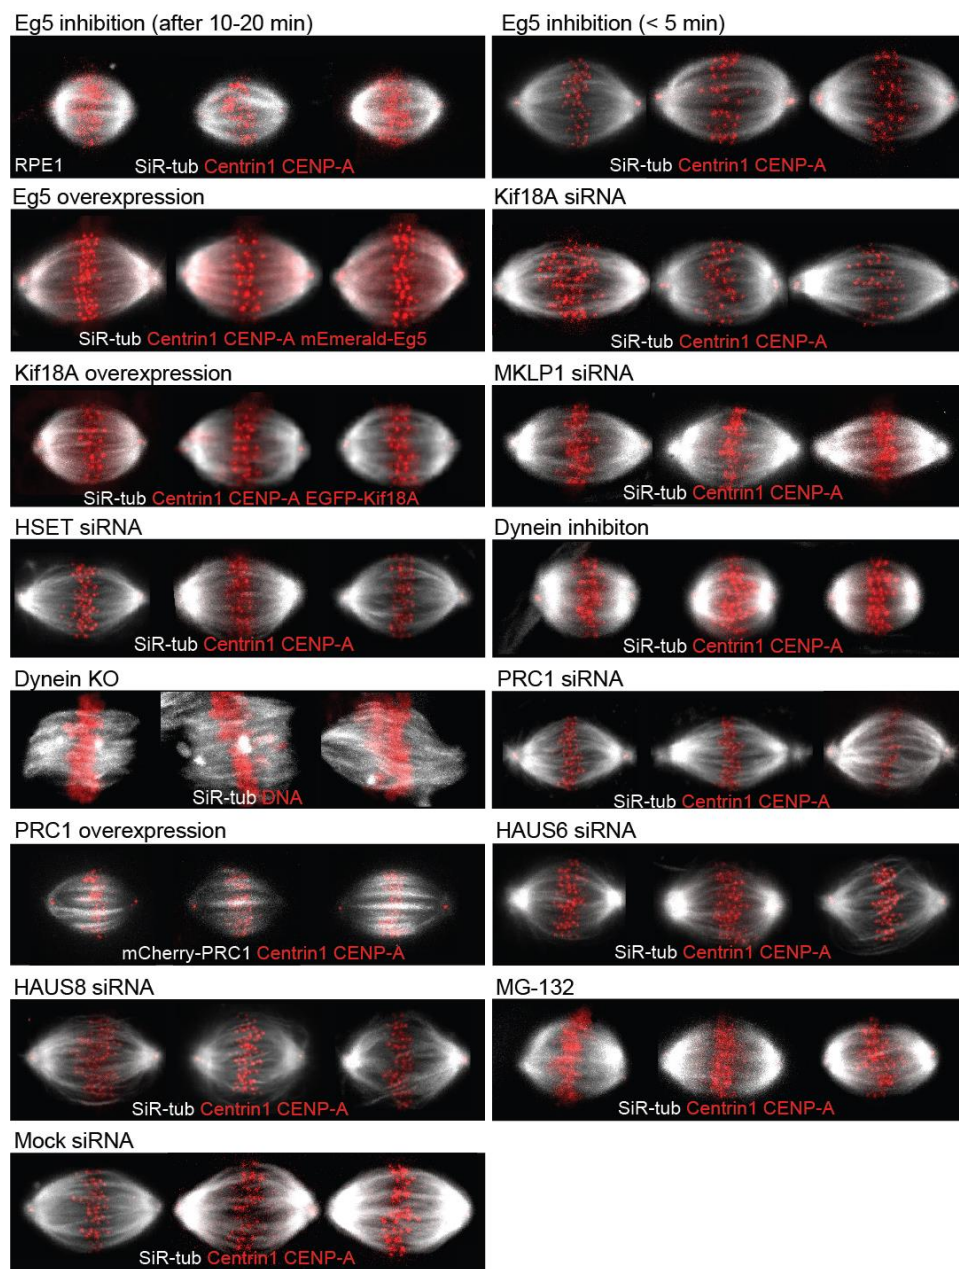 Eg5 inhibition (after 10-20 min)
Eg5 inhibition (< 5 min)
RPE1
SiR-tub Centrin1 CENP-A
SiR-tub Centrin1 CENP-A
Eg5 overexpression
Kif18A siRNA
SiR-tub Centrin1 CENP-A mEmerald-Eg5
SiR-tub Centrin1 CENP-A
Kif18A overexpression
MKLP1 siRNA
SiR-tub Centrin1 CENP-A EGFP-Kif18A
SiR-tub Centrin1 CENP-A
HSET siRNA
Dynein inhibiton
SiR-tub Centrin1 CENP-A
SiR-tub Centrin1 CENP-A
Dynein KO
PRC1 siRNA
SiR-tub DNA
SiR-tub Centrin1 CENP-A
PRC1 overexpression
HAUS6 siRNA
mCherry-PRC1 Centrin1 CENP-A
SiR-tub Centrin1 CENP-A
HAUS8 siRNA
MG-132
SiR-tub Centrin1 CENP-A
SiR-tub Centrin1 CENP-A
Mock siRNA
SiR-tub Centrin1 CENP-A